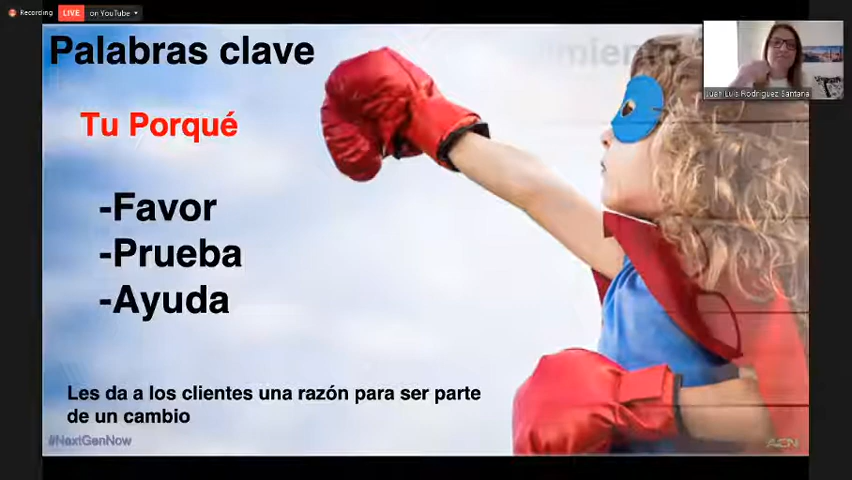 Recording
LIVE on YouTube
Palabras clave
miento
Juan Luis Rodriguez Santana
Tu Porqué
-Favor
-Prueba
-Ayuda
Les da a los clientes una razón para ser parte
de un cambio
#NextGenNow
ACN